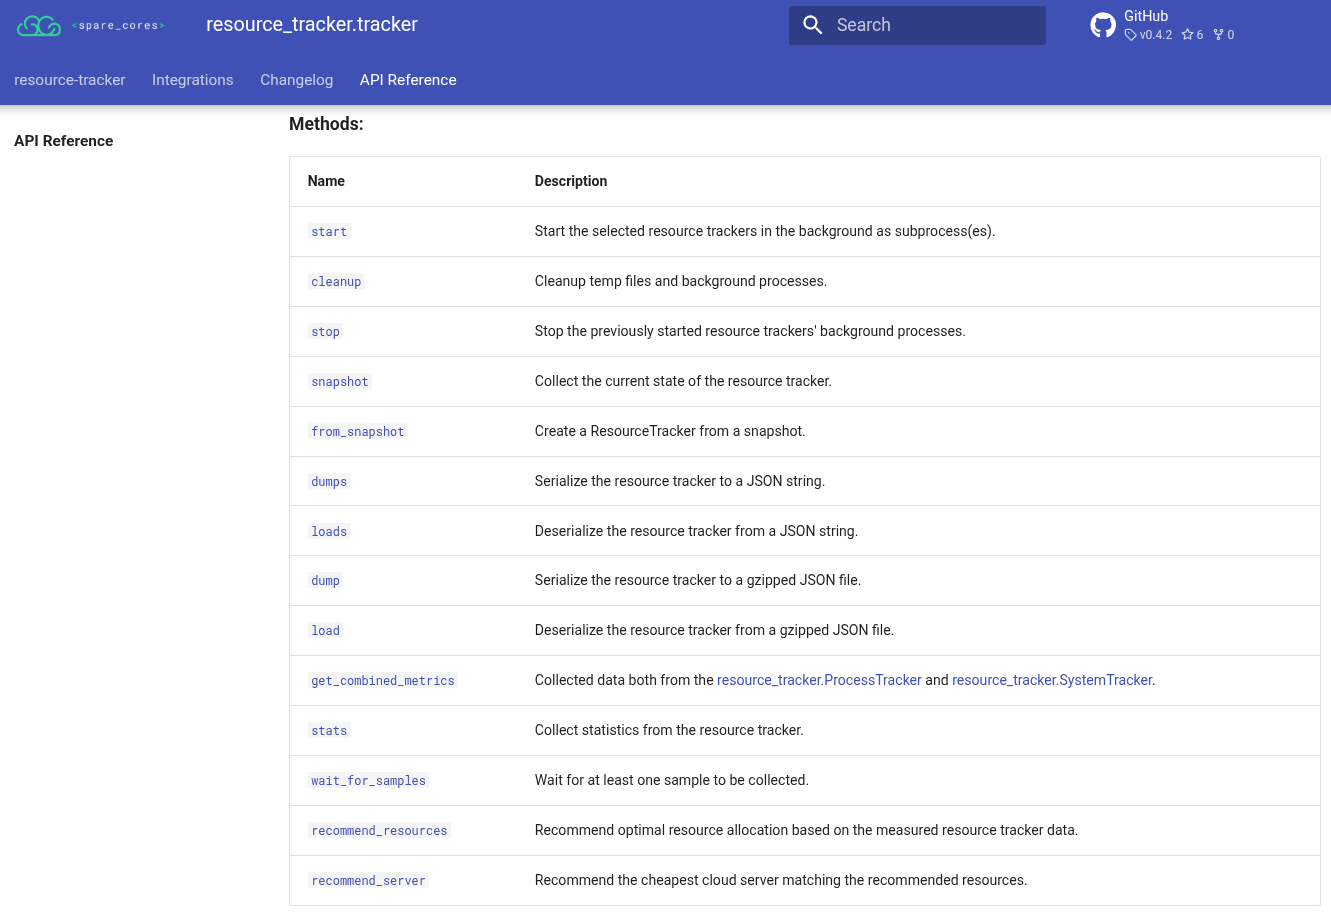 <spare_cores>
resource_tracker.tracker
Search
GitHub
v0.4.2 6 0
resource-tracker Integrations Changelog API Reference
API Reference
Methods:
Name Description
start Start the selected resource trackers in the background as subprocess(es).
cleanup Cleanup temp files and background processes.
stop Stop the previously started resource trackers' background processes.
snapshot Collect the current state of the resource tracker.
from_snapshot Create a ResourceTracker from a snapshot.
dumps Serialize the resource tracker to a JSON string.
loads Deserialize the resource tracker from a JSON string.
dump Serialize the resource tracker to a gzipped JSON file.
load Deserialize the resource tracker from a gzipped JSON file.
get_combined_metrics Collected data both from the resource_tracker.ProcessTracker and resource_tracker.SystemTracker.
stats Collect statistics from the resource tracker.
wait_for_samples Wait for at least one sample to be collected.
recommend_resources Recommend optimal resource allocation based on the measured resource tracker data.
recommend_server Recommend the cheapest cloud server matching the recommended resources.